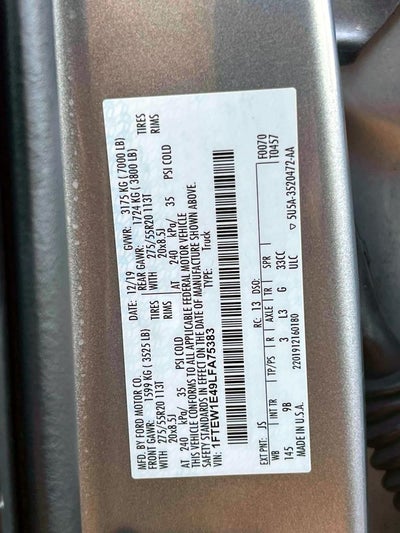 MFD. BY FORD MOTOR CO.
DATE: 12/19 GVWR: 3175 KG ( 7000 LB)
FRONT GAWR: 1599 KG ( 3525 LB) REAR GAWR: 1724 KG ( 3800 LB)
WITH 275/55R20 113T TIRES WITH 275/55R20 113T TIRES
20x8.5J RIMS 20x8.5J RIMS
AT 240 kPa/ 35 PSI COLD AT 240 kPa/ 35 PSI COLD
THIS VEHICLE CONFORMS TO ALL APPLICABLE FEDERAL MOTOR VEHICLE
SAFETY STANDARDS IN EFFECT ON THE DATE OF MANUFACTURE SHOWN ABOVE.
VIN: 1FTEW1E49LFA75383 TYPE: Truck
F0070
T0457
EXT PNT: JS RC: 13 DSO:
WB INT TR TP/PS R AXLE TR SPR
145 9B 3 L3 G 33CC
ULC
MADE IN U.S.A. 2201912160180 5U5A-3520472-AA